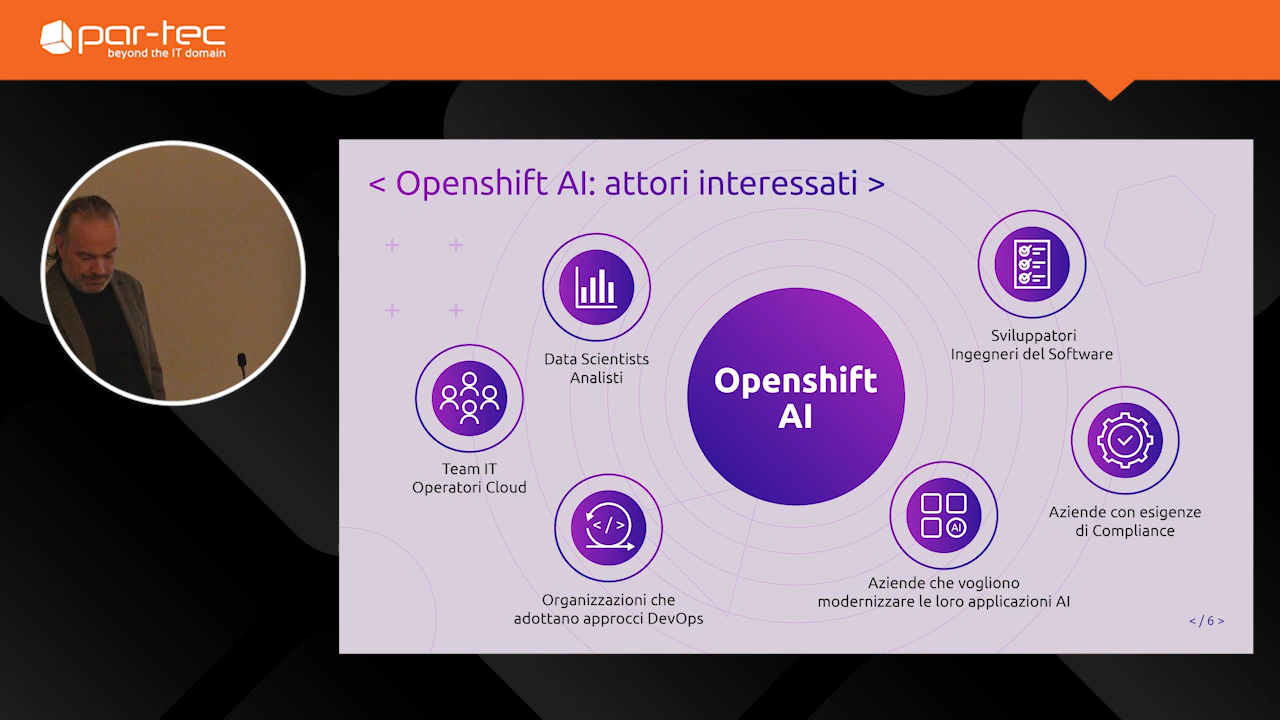 par-tec
beyond the IT domain
< Openshift AI: attori interessati >
Data Scientists
Analisti
Sviluppatori
Ingegneri del Software
Openshift
AI
Team IT
Operatori Cloud
Aziende con esigenze
di Compliance
</>
AI
Organizzazioni che
adottano approcci DevOps
Aziende che vogliono
modernizzare le loro applicazioni AI
< / 6 >